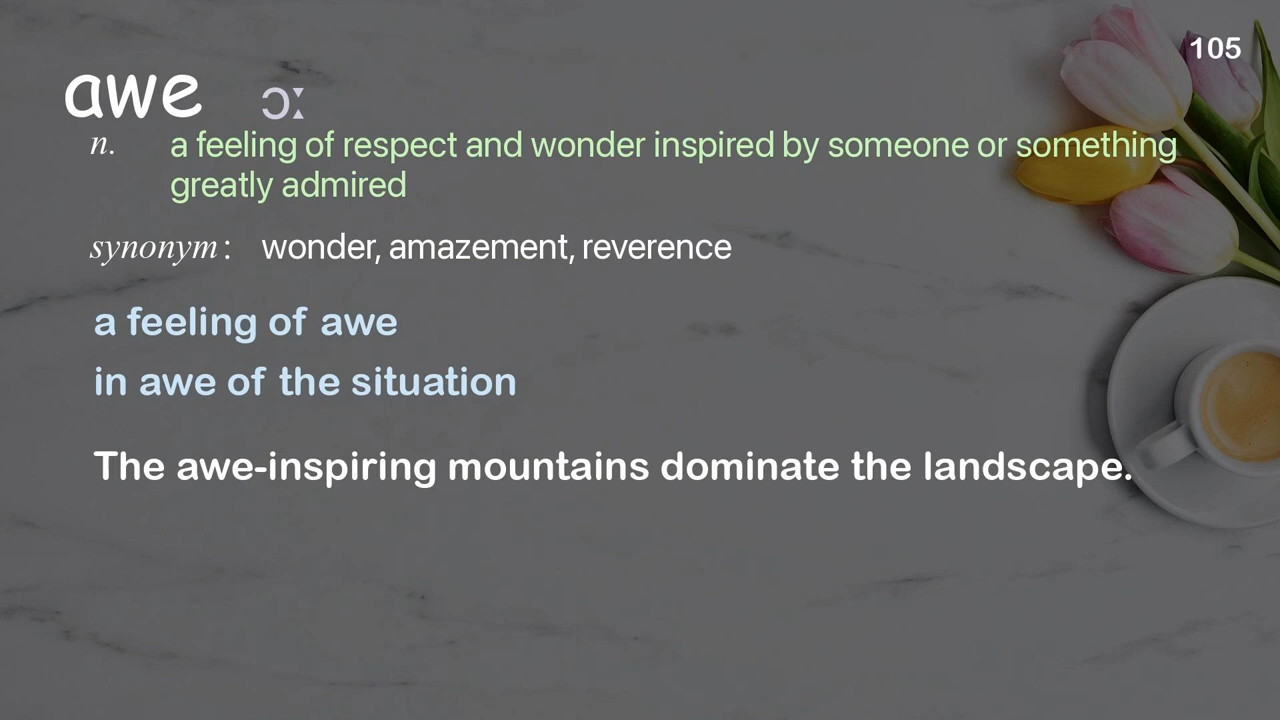 105
awe ɔː
n. a feeling of respect and wonder inspired by someone or something
greatly admired
synonym: wonder, amazement, reverence
a feeling of awe
in awe of the situation
The awe-inspiring mountains dominate the landscape.